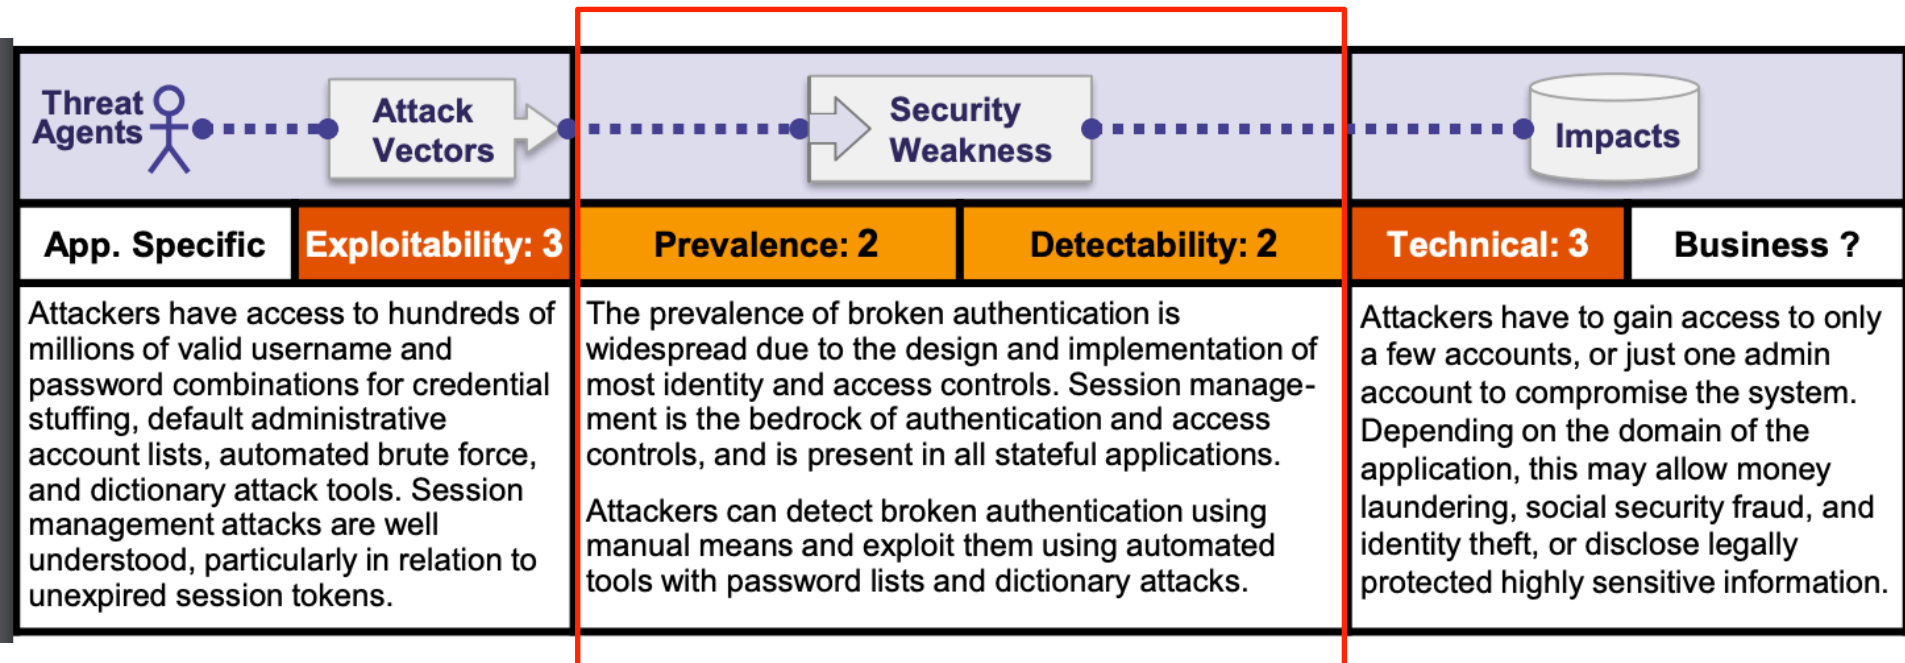 Threat
Agents
Attack
Vectors
Security
Weakness
Impacts
App. Specific
Exploitability: 3
Prevalence: 2
Detectability: 2
Technical: 3
Business ?
Attackers have access to hundreds of
millions of valid username and
password combinations for credential
stuffing, default administrative
account lists, automated brute force,
and dictionary attack tools. Session
management attacks are well
understood, particularly in relation to
unexpired session tokens.
The prevalence of broken authentication is
widespread due to the design and implementation of
most identity and access controls. Session manage-
ment is the bedrock of authentication and access
controls, and is present in all stateful applications.
Attackers can detect broken authentication using
manual means and exploit them using automated
tools with password lists and dictionary attacks.
Attackers have to gain access to only
a few accounts, or just one admin
account to compromise the system.
Depending on the domain of the
application, this may allow money
laundering, social security fraud, and
identity theft, or disclose legally
protected highly sensitive information.